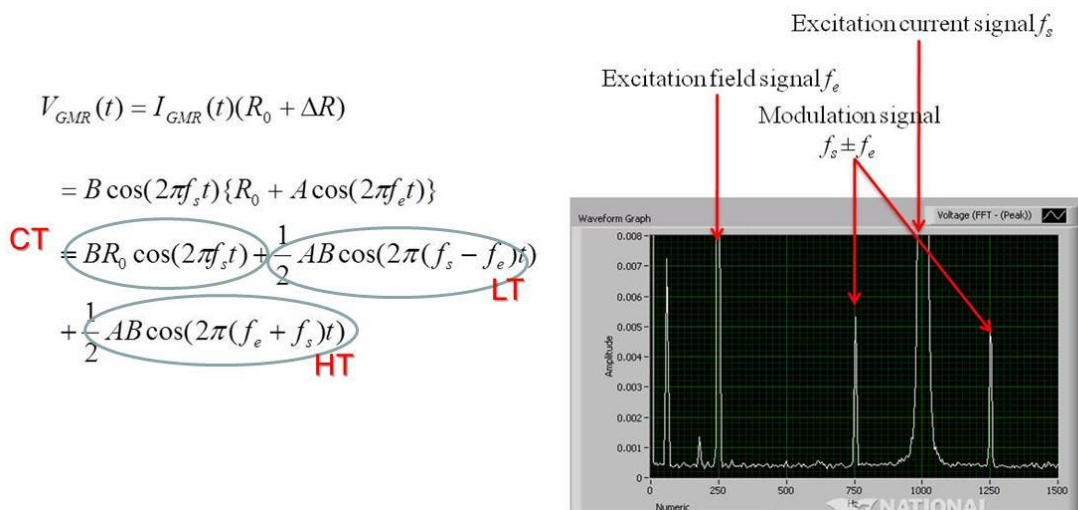 V_GMR(t) = I_GMR(t)(R_0 + ΔR)
= B cos(2πf_s t){R_0 + A cos(2πf_e t)}
CT
= BR_0 cos(2πf_s t) + 1/2 AB cos(2π(f_s − f_e)t)
LT
+ 1/2 AB cos(2π(f_e + f_s)t)
HT
Excitation current signal f_s
Excitation field signal f_e
Modulation signal
f_s ± f_e
Waveform Graph
Voltage (FFT - (Peak))
Amplitude
0.008
0.007
0.006
0.005
0.004
0.003
0.002
0.001
0
0 250 500 750 1000 1250 1500
Hz
Numeric
NATIONAL